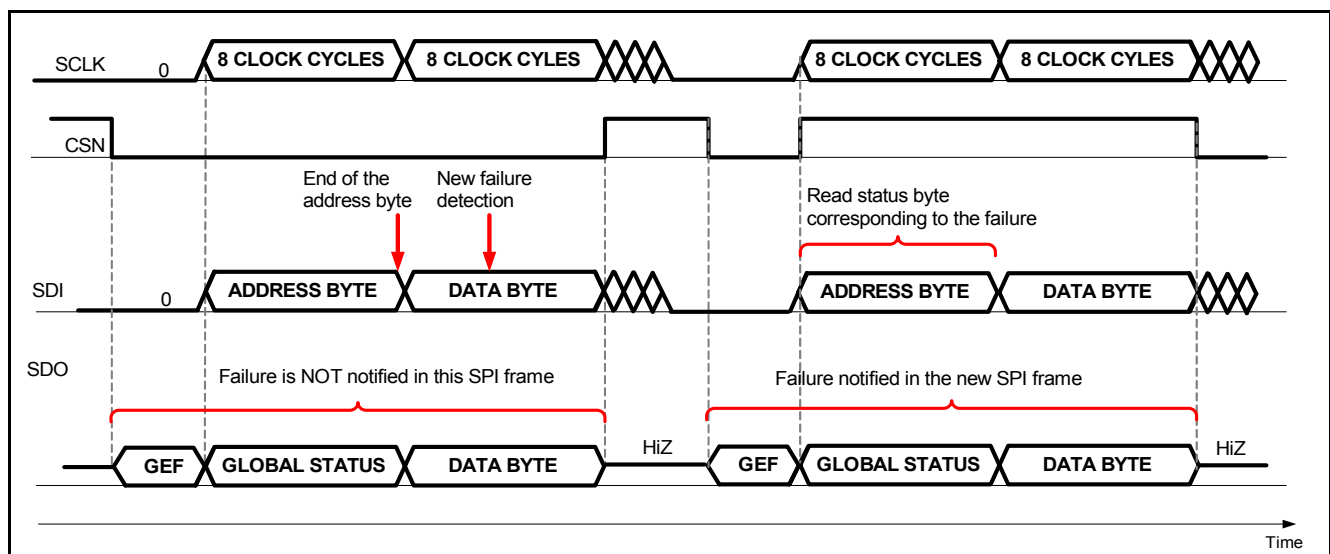 SCLK
0
8 CLOCK CYCLES
8 CLOCK CYLES
8 CLOCK CYCLES
8 CLOCK CYLES
CSN
End of the
address byte
New failure
detection
Read status byte
corresponding to the failure
SDI
0
ADDRESS BYTE
DATA BYTE
ADDRESS BYTE
DATA BYTE
SDO
Failure is NOT notified in this SPI frame
Failure notified in the new SPI frame
GEF
GLOBAL STATUS
DATA BYTE
HiZ
GEF
GLOBAL STATUS
DATA BYTE
HiZ
Time